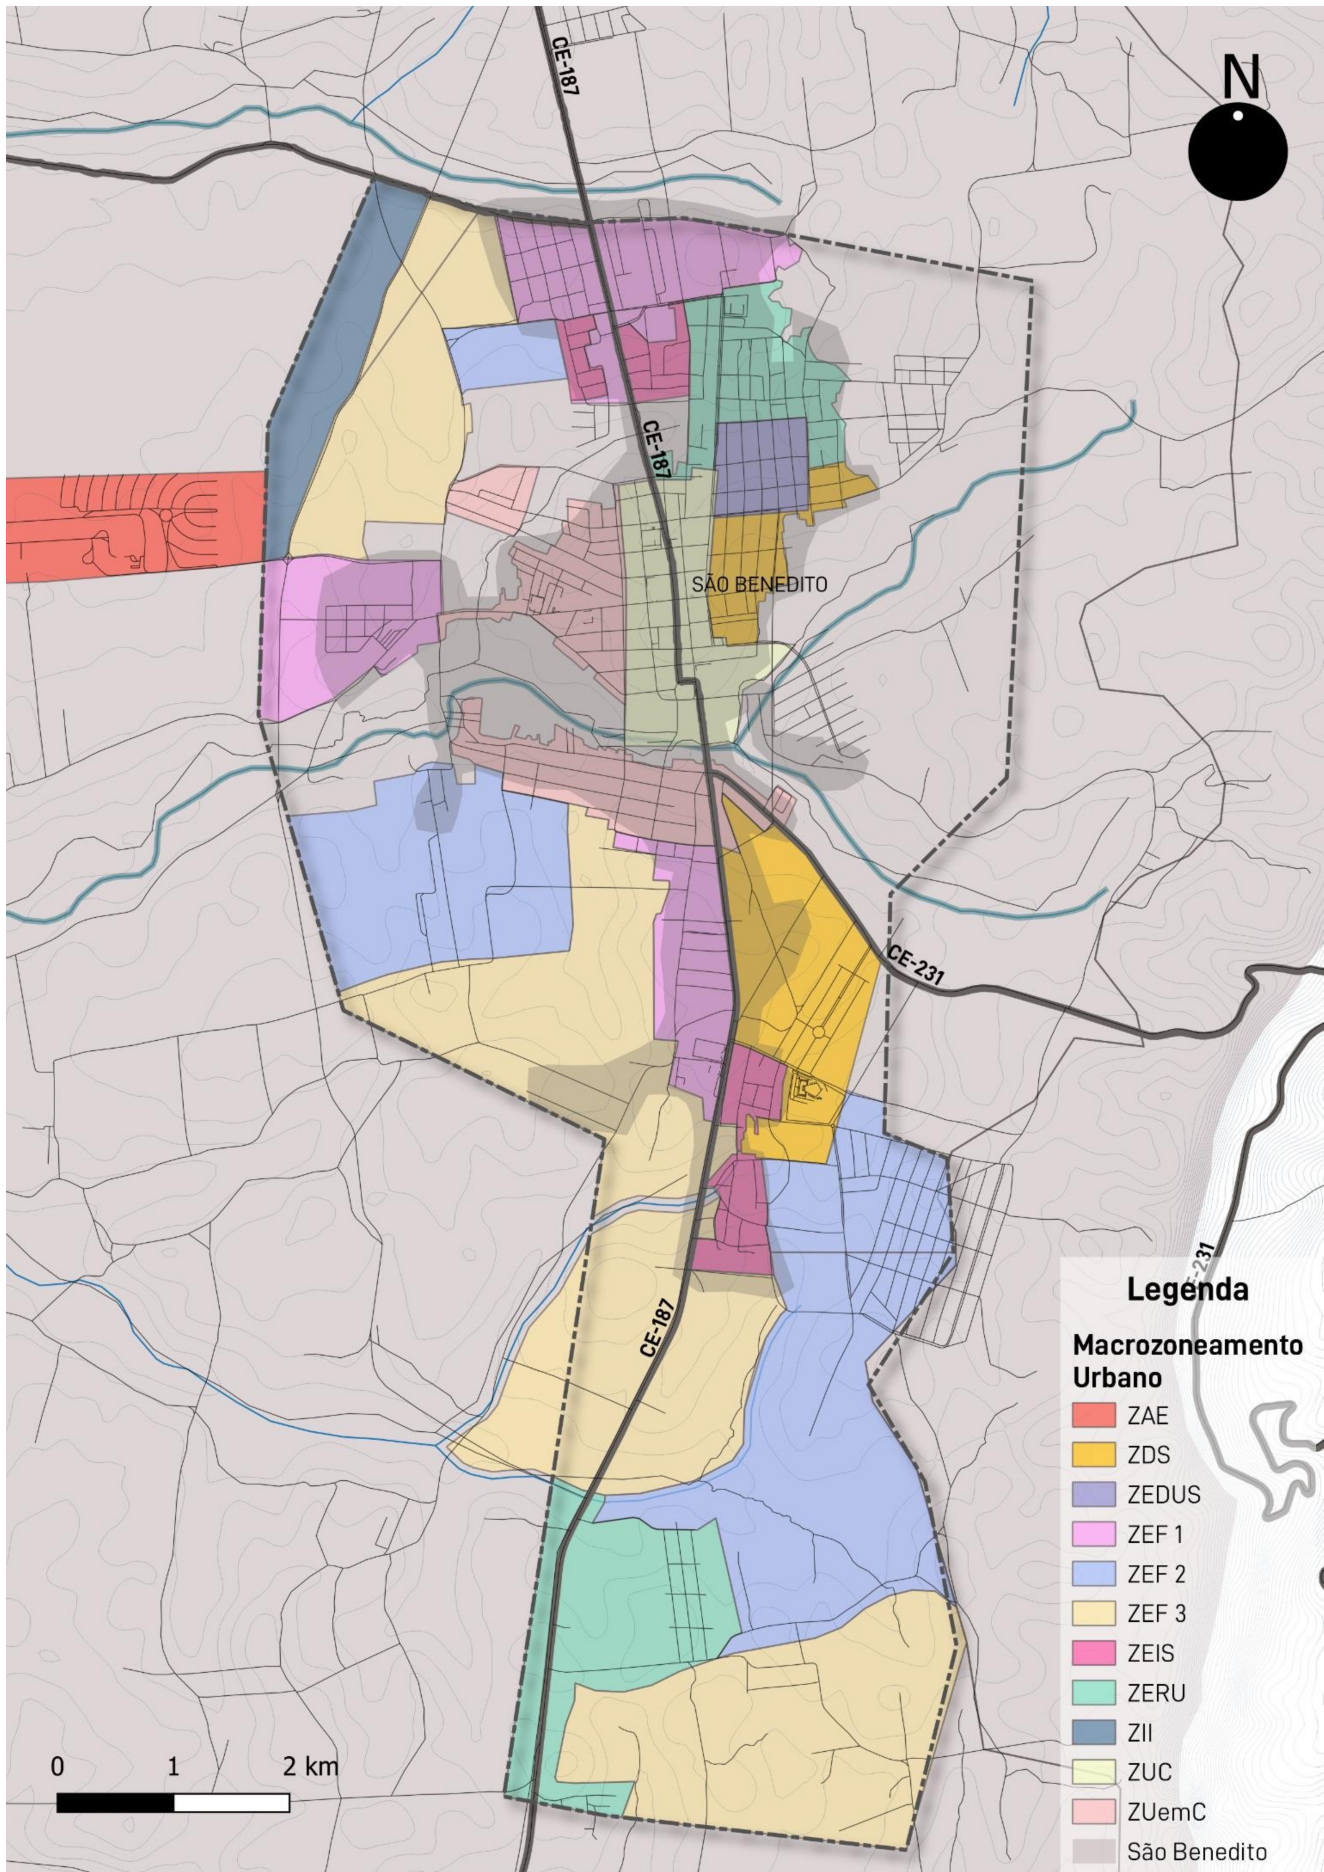 CE-187
N
CE-187
SÃO BENEDITO
CE-231
CE-187
-231
Legenda
Macrozoneamento
Urbano
ZAE
ZDS
ZEDUS
ZEF 1
ZEF 2
ZEF 3
ZEIS
ZERU
ZII
ZUC
ZUemC
São Benedito
0 1 2 km